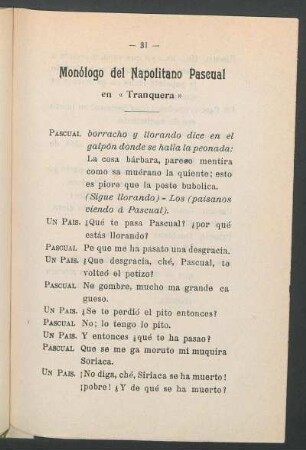 — 31 —
Monólogo del Napolitano Pascual
en « Tranquera »
PASCUAL borracho y llorando dice en el
galpón donde se halla la peonada:
La cosa bárbara, parese mentira
como sa muérano la quiente; esto
es piore que la peste bubolica.
(Sigue llorando) - Los (paisanos
viendo á Pascual).
UN PAIS. ¿Qué te pasa Pascual? ¿por qué
estás llorando?
PASCUAL Pe que me ha pasato una desgracia.
UN PAIS. ¿Que desgracia, ché, Pascual, ta
volteó el petizo?
PASCUAL Ne gombre, mucho ma grande ca
gueso.
UN PAIS. ¿Se te perdió el pito entonces?
PASCUAL No; lo tengo lo pito.
UN PAIS. Y entonces ¿qué te ha pasao?
PASCUAL Que se me ga moruto mi muquira
Soriaca.
UN PAIS. ¡No diga, ché, Siriaca se ha muerto!
¡pobre! ¿Y de qué se ha muerto?